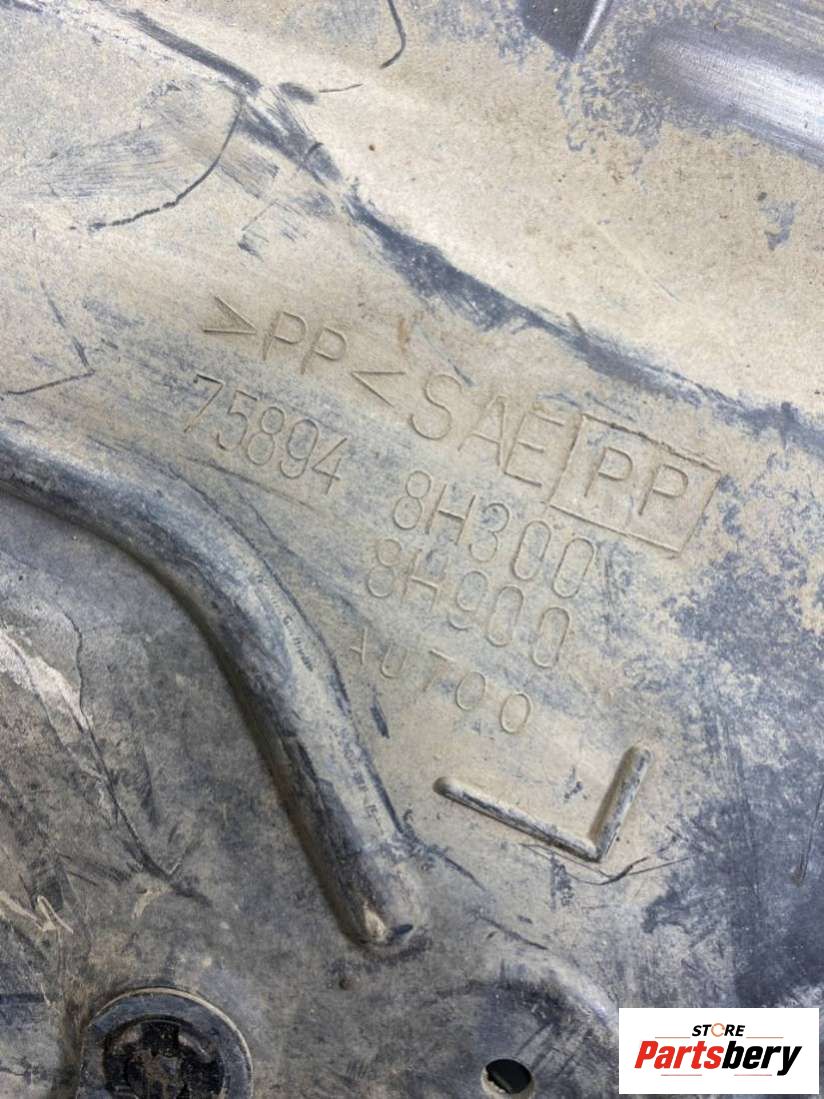 >PP< SAE PP
75894 8H300
8H900
AU700
STORE
Partsbery